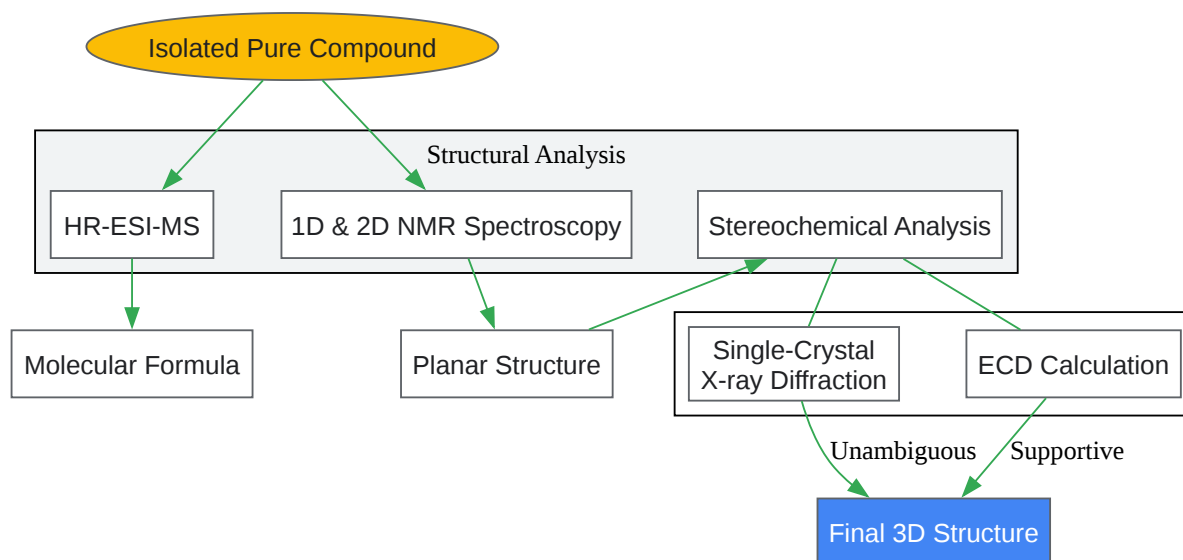 Isolated Pure Compound
Structural Analysis
HR-ESI-MS
1D & 2D NMR Spectroscopy
Stereochemical Analysis
Molecular Formula
Planar Structure
Single-Crystal
X-ray Diffraction
ECD Calculation
Unambiguous
Supportive
Final 3D Structure